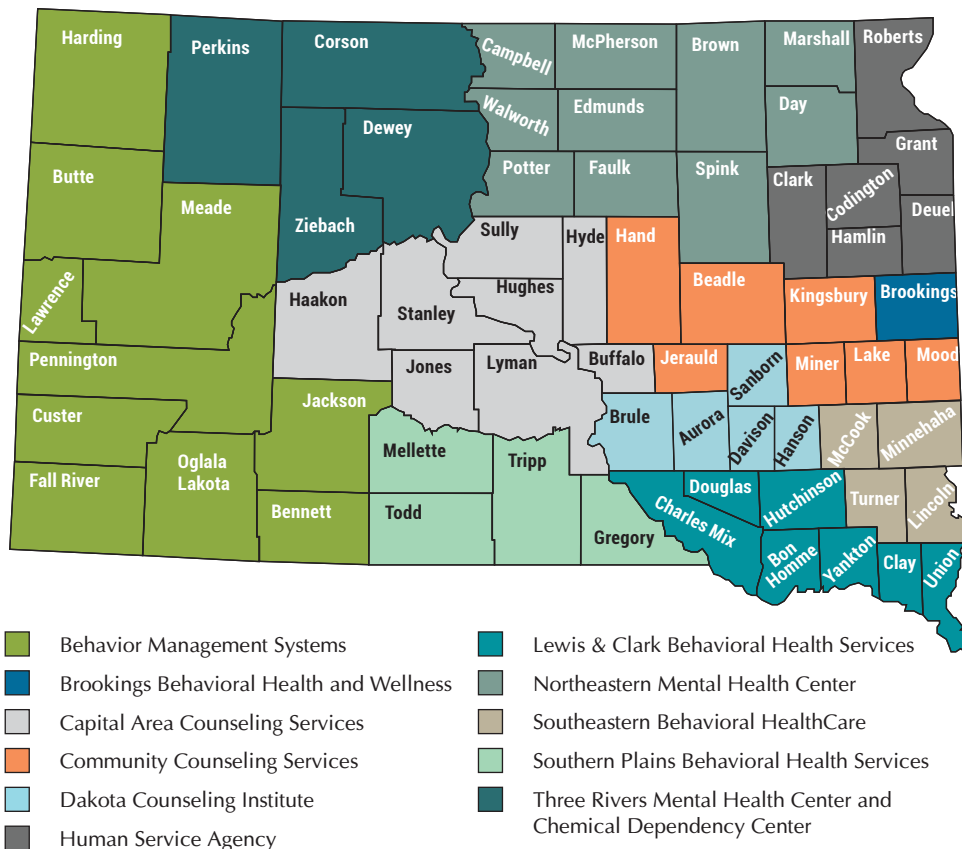 Harding
Perkins
Corson
Campbell
McPherson
Brown
Marshall
Roberts
Walworth
Edmunds
Day
Dewey
Grant
Butte
Meade
Potter
Faulk
Spink
Clark
Codington
Ziebach
Deuel
Hamlin
Sully
Hyde
Hand
Lawrence
Haakon
Stanley
Hughes
Beadle
Kingsbury
Brookings
Pennington
Jones
Lyman
Buffalo
Jerauld
Sanborn
Miner
Lake
Mood
Custer
Jackson
Brule
Aurora
Davison
Hanson
McCook
Minnehaha
Fall River
Oglala
Lakota
Mellette
Tripp
Douglas
Hutchinson
Turner
Lincoln
Bennett
Todd
Gregory
Charles Mix
Bon
Homme
Yankton
Clay
Union
Behavior Management Systems
Brookings Behavioral Health and Wellness
Capital Area Counseling Services
Community Counseling Services
Dakota Counseling Institute
Human Service Agency
Lewis & Clark Behavioral Health Services
Northeastern Mental Health Center
Southeastern Behavioral HealthCare
Southern Plains Behavioral Health Services
Three Rivers Mental Health Center and
Chemical Dependency Center